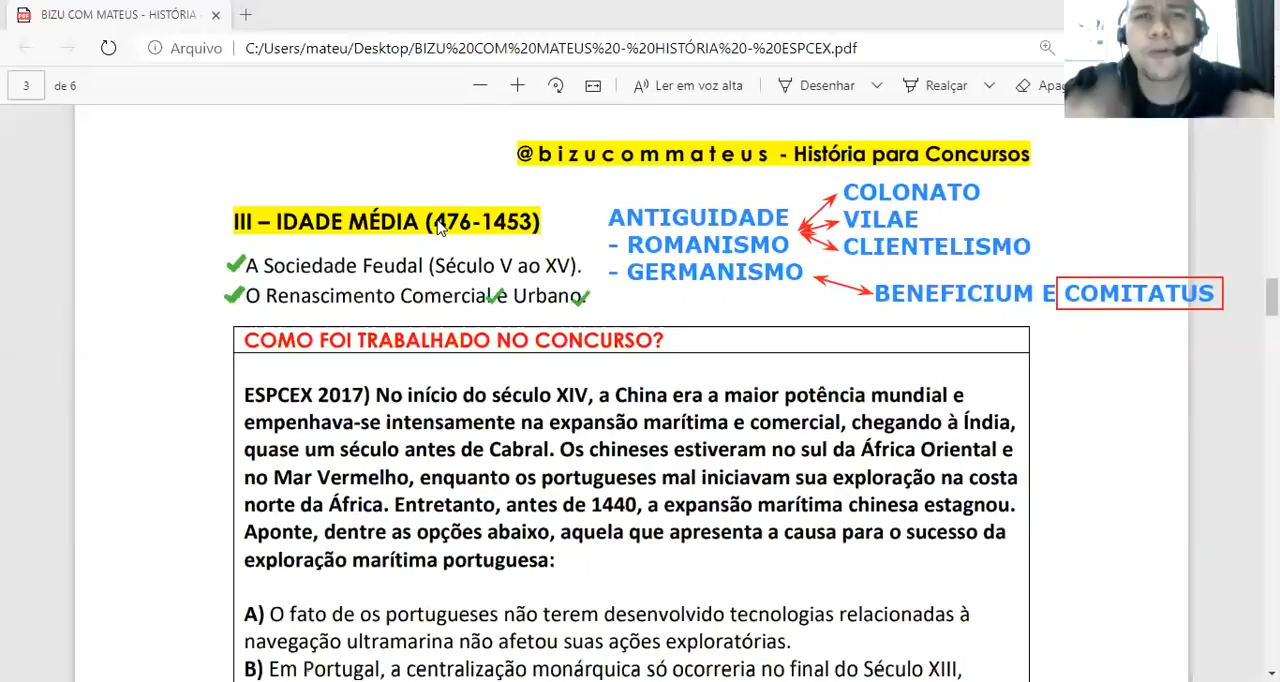 BIZU COM MATEUS - HISTÓRIA -
Arquivo C:/Users/mateu/Desktop/BIZU%20COM%20MATEUS%20-%20HISTÓRIA%20-%20ESPCEX.pdf
3 de 6 Ler em voz alta Desenhar Realçar Apag
@bizucommateus - História para Concursos
III – IDADE MÉDIA (476-1453)
A Sociedade Feudal (Século V ao XV).
O Renascimento Comercial e Urbano.
ANTIGUIDADE
- ROMANISMO
- GERMANISMO
COLONATO
VILAE
CLIENTELISMO
BENEFICIUM E COMITATUS
COMO FOI TRABALHADO NO CONCURSO?
ESPCEX 2017) No início do século XIV, a China era a maior potência mundial e
empenhava-se intensamente na expansão marítima e comercial, chegando à Índia,
quase um século antes de Cabral. Os chineses estiveram no sul da África Oriental e
no Mar Vermelho, enquanto os portugueses mal iniciavam sua exploração na costa
norte da África. Entretanto, antes de 1440, a expansão marítima chinesa estagnou.
Aponte, dentre as opções abaixo, aquela que apresenta a causa para o sucesso da
exploração marítima portuguesa:
A) O fato de os portugueses não terem desenvolvido tecnologias relacionadas à
navegação ultramarina não afetou suas ações exploratórias.
B) Em Portugal, a centralização monárquica só ocorreria no final do Século XIII,